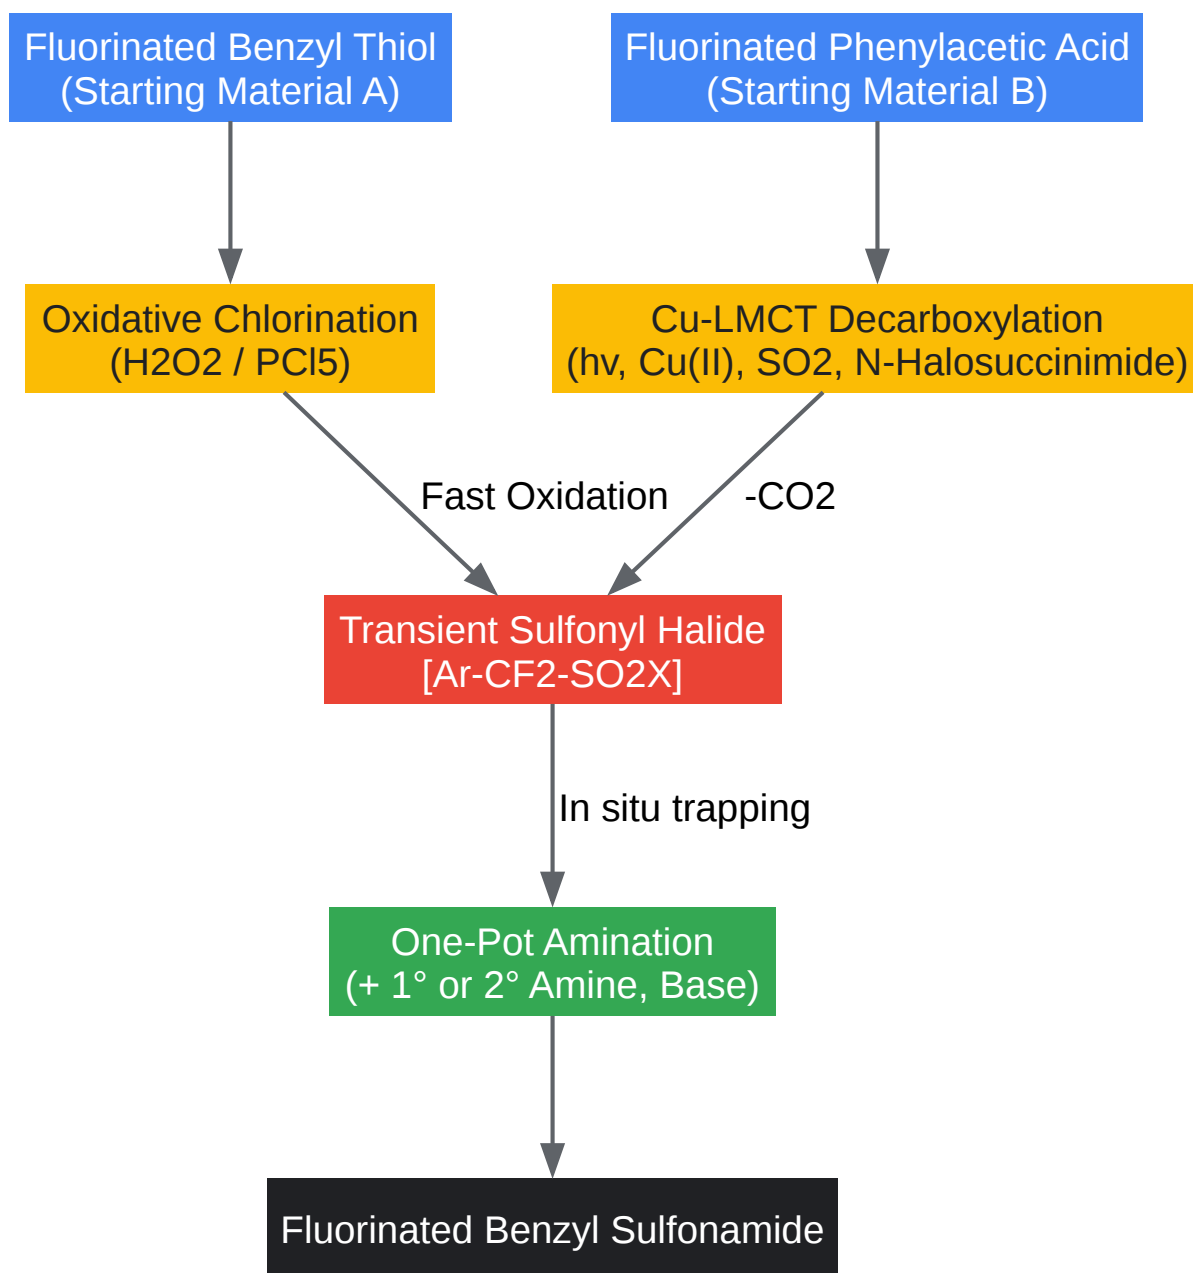 Fluorinated Benzyl Thiol
(Starting Material A)
Fluorinated Phenylacetic Acid
(Starting Material B)
Oxidative Chlorination
(H2O2 / PCl5)
Cu-LMCT Decarboxylation
(hv, Cu(II), SO2, N-Halosuccinimide)
Fast Oxidation
-CO2
Transient Sulfonyl Halide
[Ar-CF2-SO2X]
In situ trapping
One-Pot Amination
(+ 1° or 2° Amine, Base)
Fluorinated Benzyl Sulfonamide